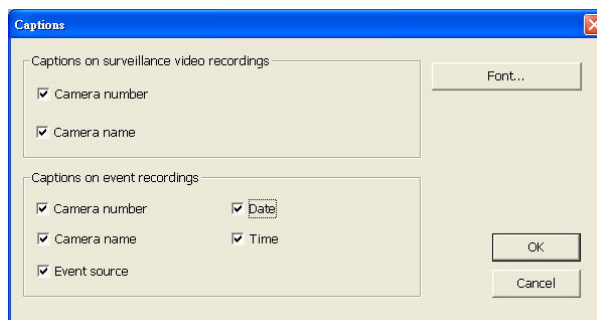 Captions
Captions on surveillance video recordings
Camera number
Camera name
Font...
Captions on event recordings
Camera number
Date
Camera name
Time
Event source
OK
Cancel